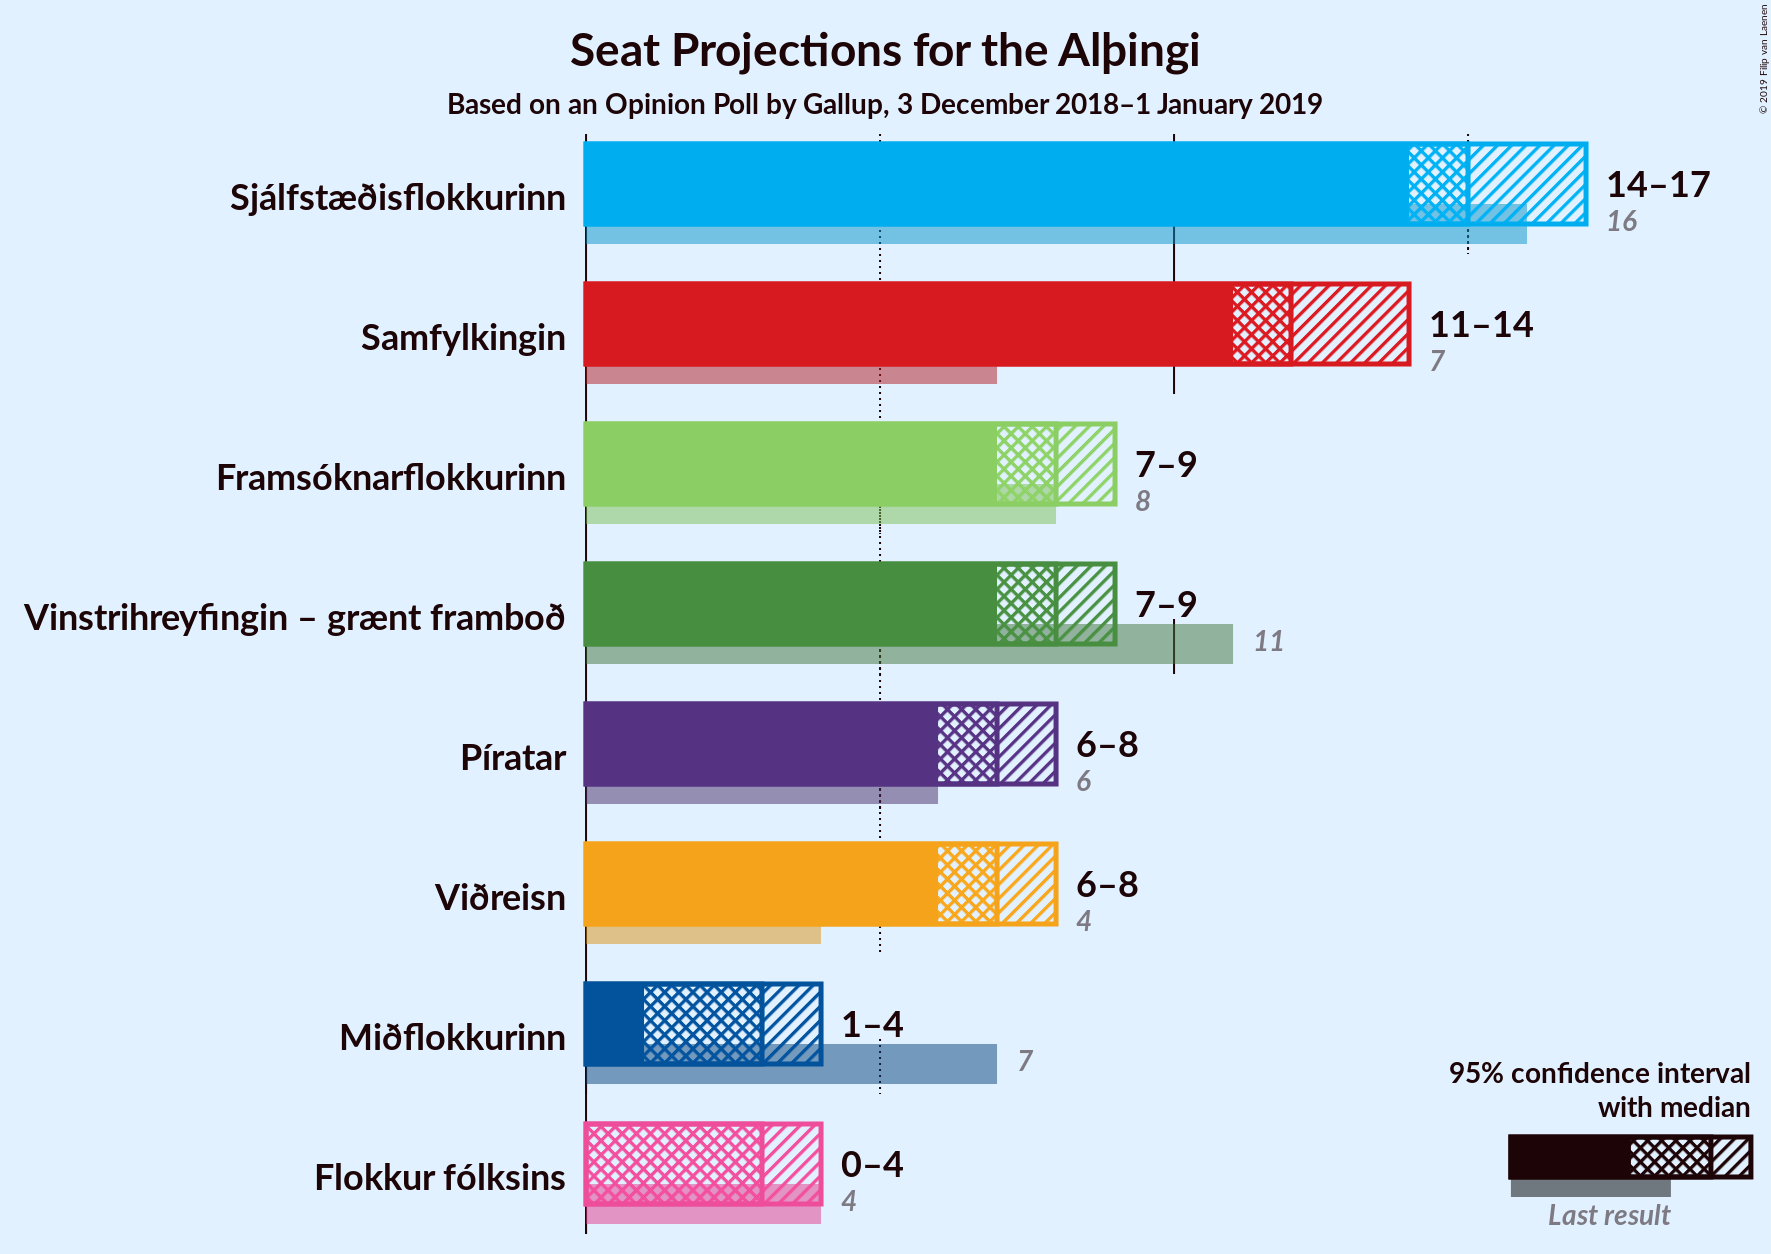 Seat Projections for the Alþingi
Based on an Opinion Poll by Gallup, 3 December 2018–1 January 2019
© 2019 Filip van Laenen
Sjálfstæðisflokkurinn
14–17
16
Samfylkingin
11–14
7
Framsóknarflokkurinn
7–9
8
Vinstrihreyfingin – grænt framboð
7–9
11
Píratar
6–8
6
Viðreisn
6–8
4
Miðflokkurinn
1–4
7
Flokkur fólksins
0–4
4
95% confidence interval
with median
Last result